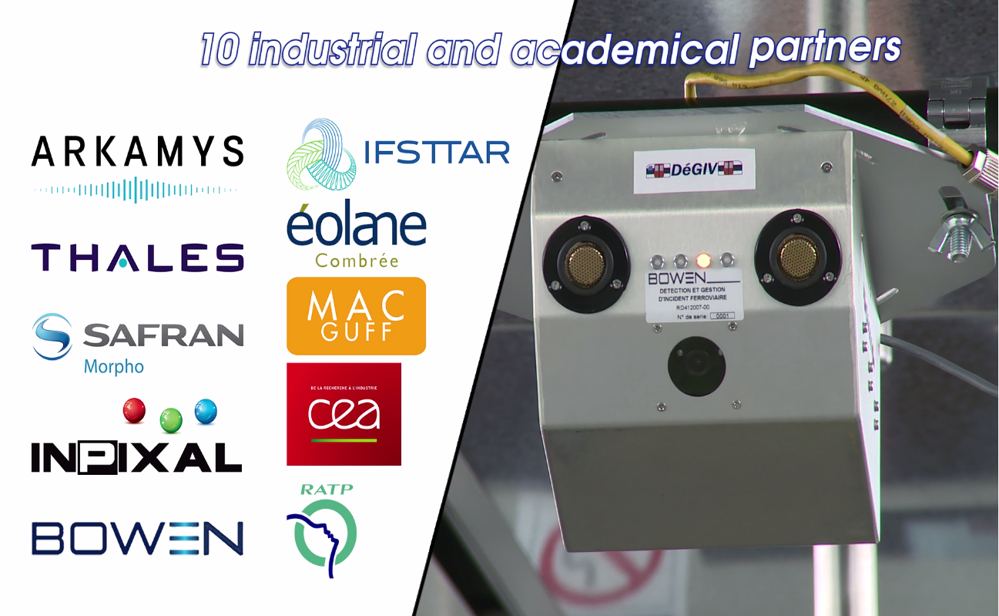 10 industrial and academical partners
ARKAMYS
THALES
SAFRAN
Morpho
INPIXAL
BOWEN
IFSTTAR
éolane
Combrée
MAC
GUFF
DE LA RECHERCHE À L'INDUSTRIE
cea
RATP
DéGIV
BOWEN
DETECTION ET GESTION
D'INCIDENT FERROVIAIRE
RD412007-00
N° de serie: 0001